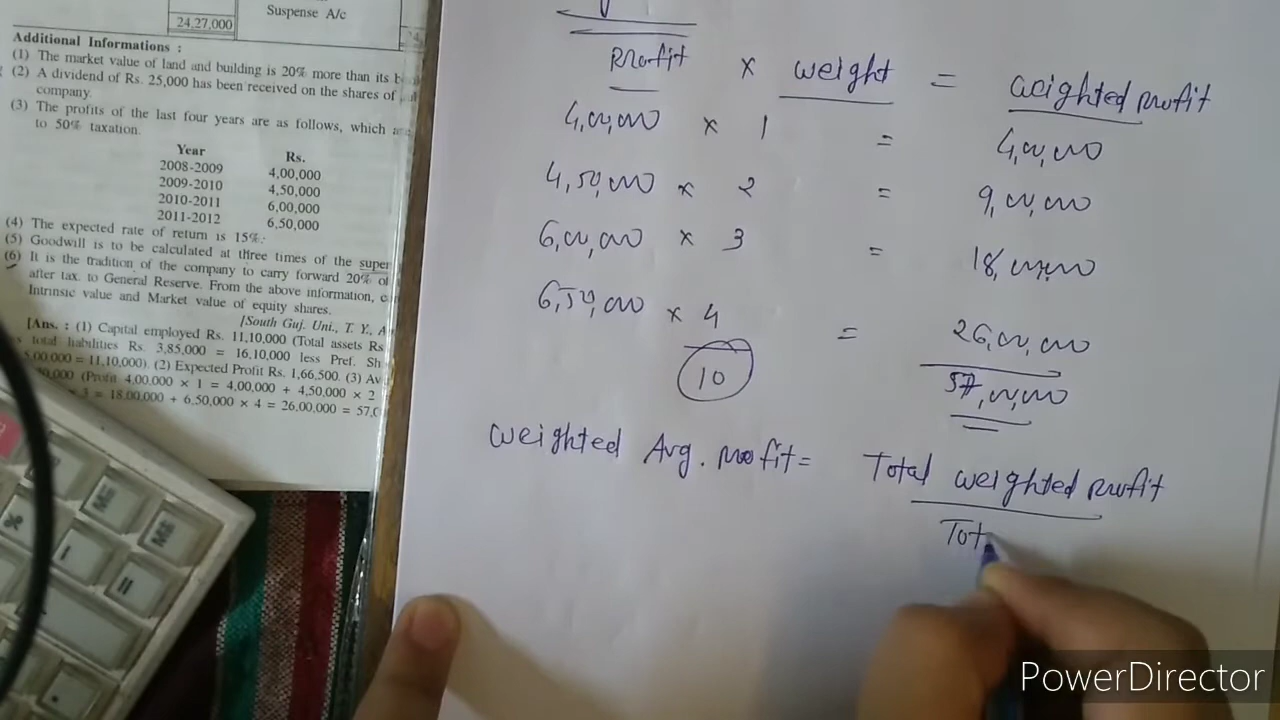 24,27,000
Suspense A/c
Additional Informations :
(1) The market value of land and building is 20% more than its
(2) A dividend of Rs. 25,000 has been received on the shares of
company.
(3) The profits of the last four years are as follows, which
to 50% taxation.
Year Rs.
2008-2009 4,00,000
2009-2010 4,50,000
2010-2011 6,00,000
2011-2012 6,50,000
(4) The expected rate of return is 15%.
(5) Goodwill is to be calculated at three times of the super
(6) It is the tradition of the company to carry forward 20% of
after tax. to General Reserve. From the above information,
Intrinsic value and Market value of equity shares.
[South Guj. Uni., T. Y.,
[Ans. : (1) Capital employed Rs. 11,10,000 (Total assets Rs
total liabilities Rs. 3,85,000 = 16,10,000 less Pref. Sh
5,00,000 = 11,10,000). (2) Expected Profit Rs. 1,66,500. (3) Av
(Profit 4,00,000 × 1 = 4,00,000 + 4,50,000 × 2
3 = 18,00,000 + 6,50,000 × 4 = 26,00,000 = 57,0
% MS
- =
Profit × weight = weighted profit
4,00,000 × 1 = 4,00,000
4,50,000 × 2 = 9,00,000
6,00,000 × 3 = 18,00,000
6,50,000 × 4 = 26,00,000
10 57,00,000
Weighted Avg. Profit = Total weighted profit
Tot
PowerDirector